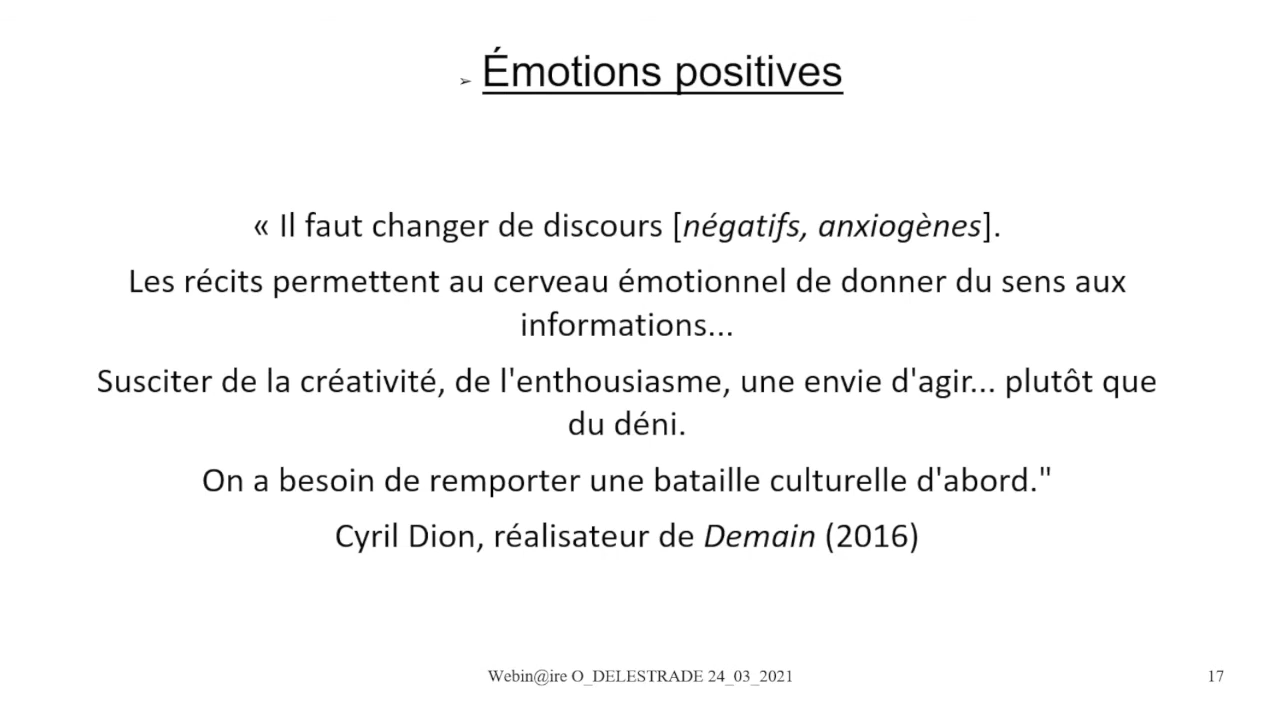 ➢ Émotions positives
« Il faut changer de discours [négatifs, anxiogènes].
Les récits permettent au cerveau émotionnel de donner du sens aux
informations...
Susciter de la créativité, de l'enthousiasme, une envie d'agir... plutôt que
du déni.
On a besoin de remporter une bataille culturelle d'abord."
Cyril Dion, réalisateur de Demain (2016)
Webin@ire O_DELESTRADE 24_03_2021
17